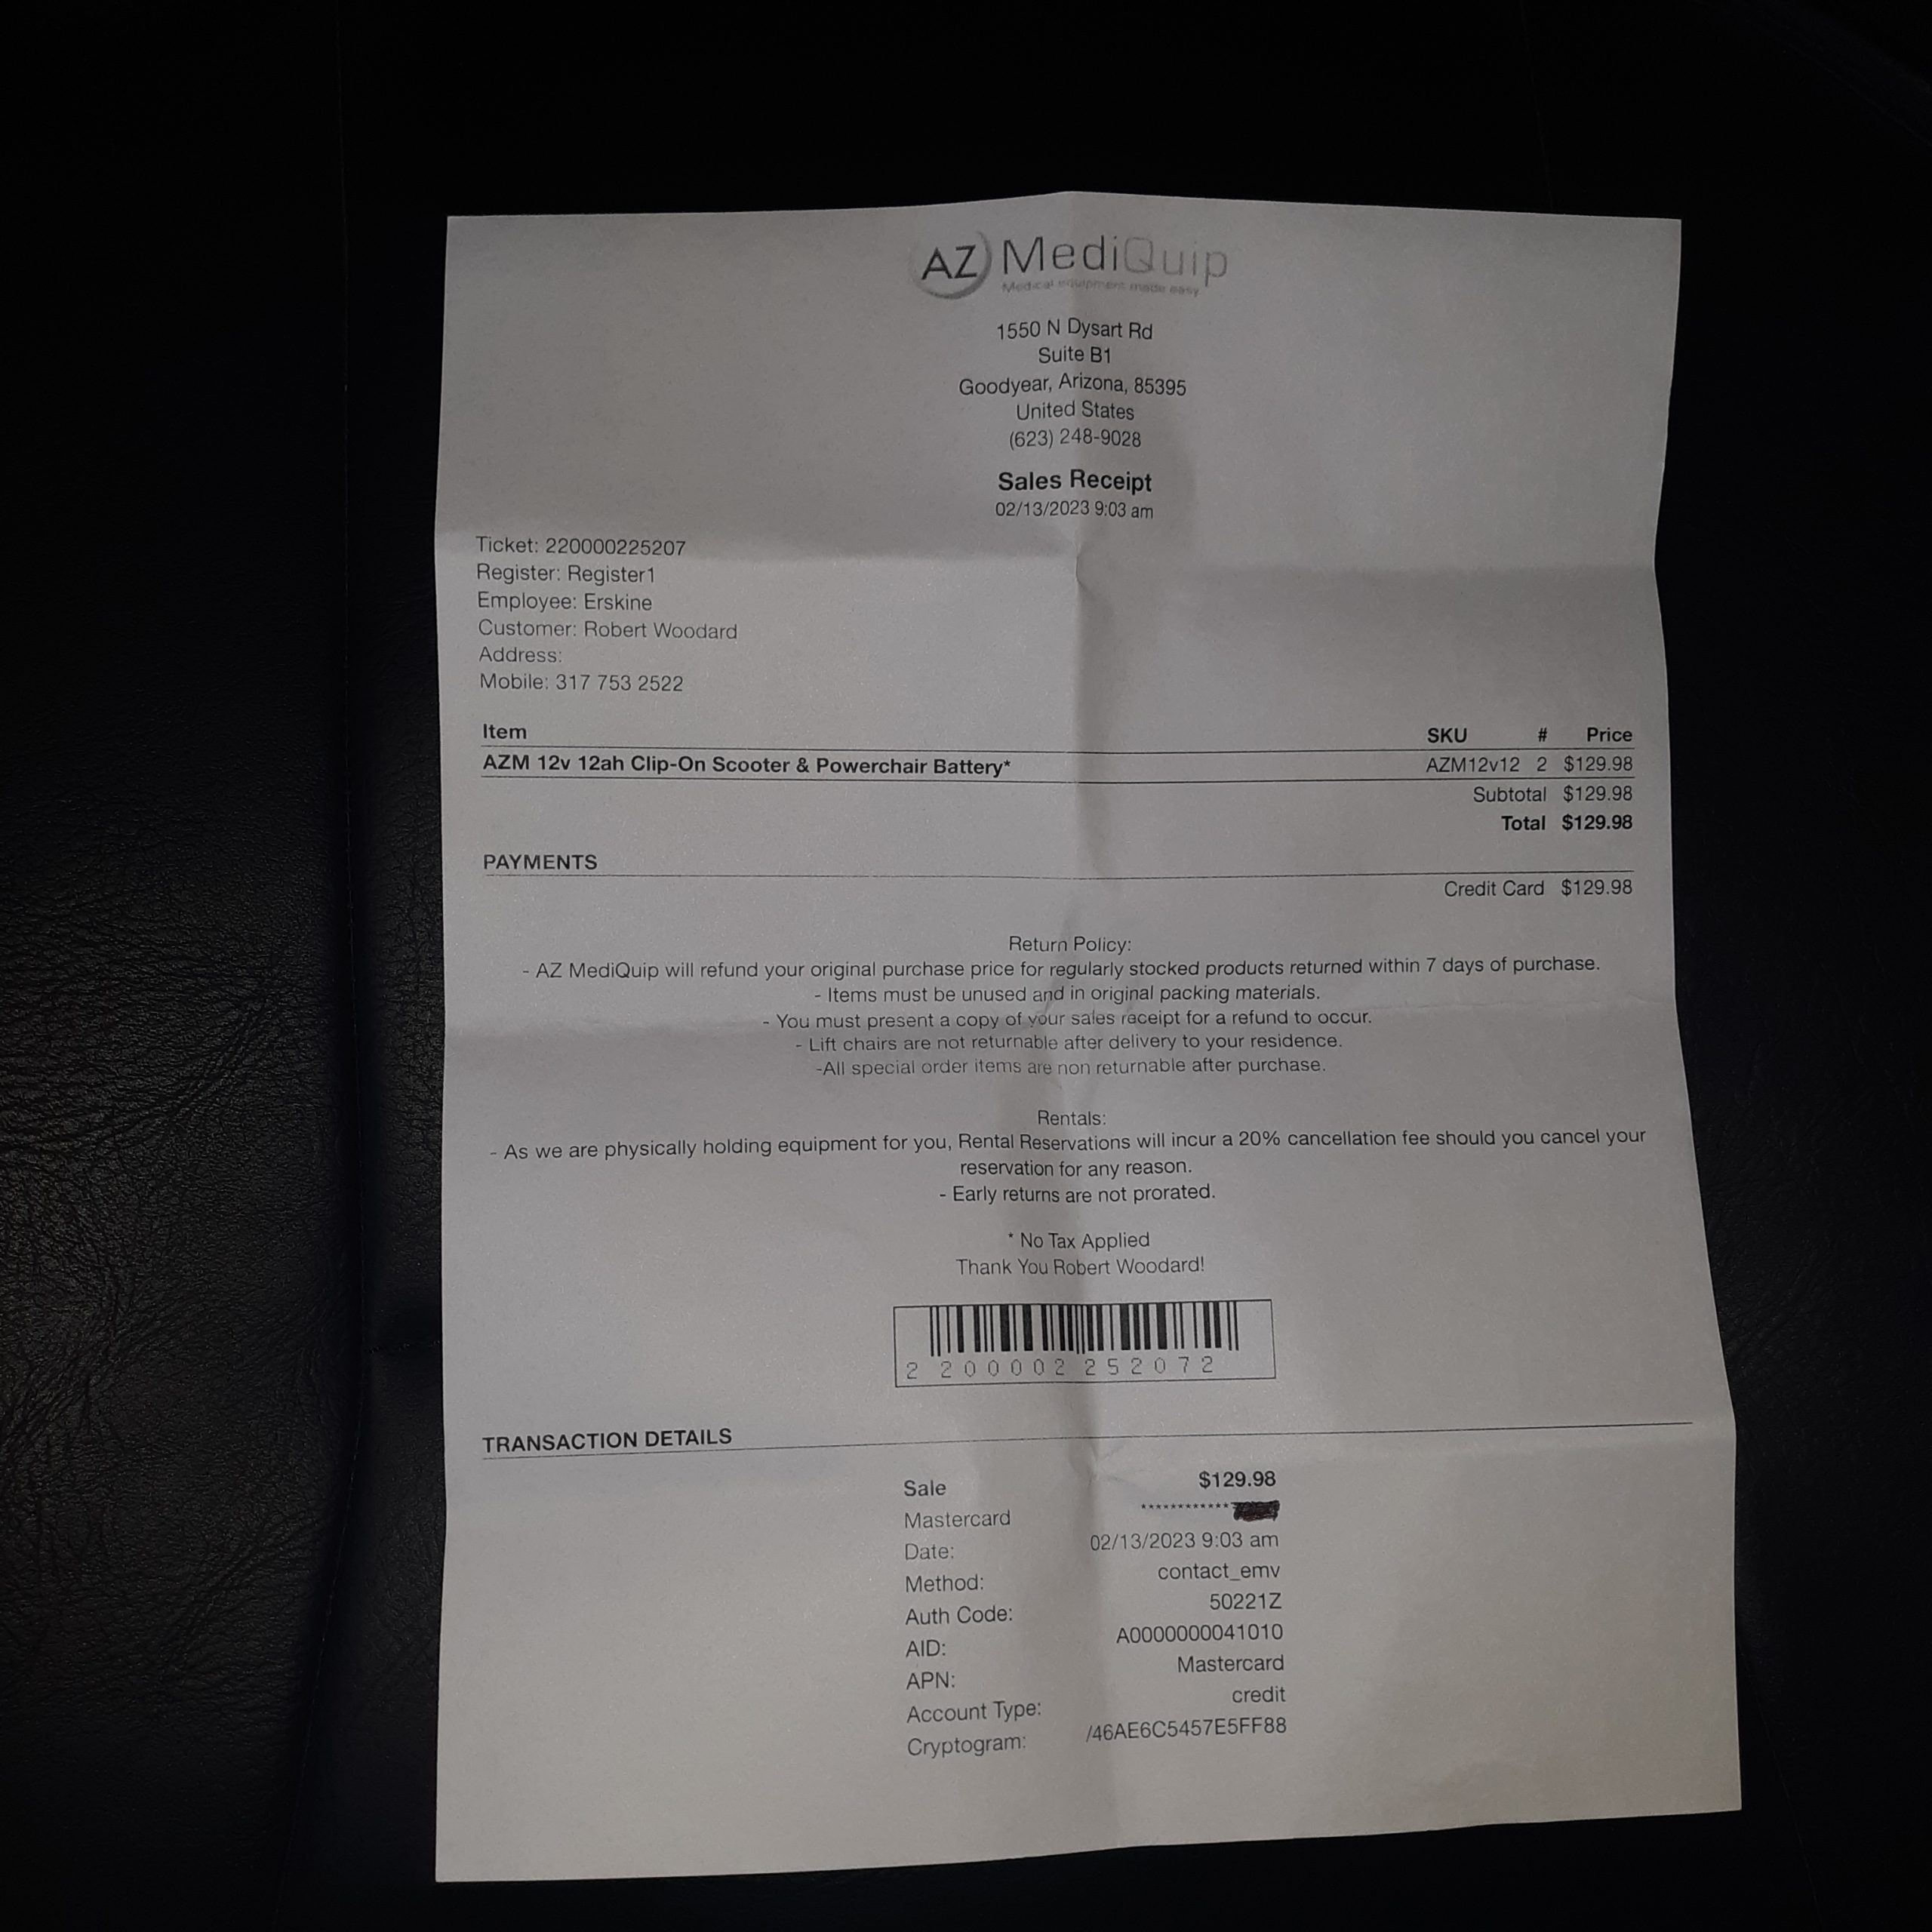 AZ MediQuip
Medical equipment made easy
1550 N Dysart Rd
Suite B1
Goodyear, Arizona, 85395
United States
(623) 248-9028
Sales Receipt
02/13/2023 9:03 am
Ticket: 220000225207
Register: Register1
Employee: Erskine
Customer: Robert Woodard
Address:
Mobile: 317 753 2522
Item SKU # Price
AZM 12v 12ah Clip-On Scooter & Powerchair Battery* AZM12v12 2 $129.98
Subtotal $129.98
Total $129.98
PAYMENTS
Credit Card $129.98
Return Policy:
- AZ MediQuip will refund your original purchase price for regularly stocked products returned within 7 days of purchase.
- Items must be unused and in original packing materials.
- You must present a copy of your sales receipt for a refund to occur.
- Lift chairs are not returnable after delivery to your residence.
-All special order items are non returnable after purchase.
Rentals:
- As we are physically holding equipment for you, Rental Reservations will incur a 20% cancellation fee should you cancel your
reservation for any reason.
- Early returns are not prorated.
* No Tax Applied
Thank You Robert Woodard!
2 200002 252072
TRANSACTION DETAILS
Sale $129.98
Mastercard ************
Date: 02/13/2023 9:03 am
Method: contact_emv
Auth Code: 50221Z
AID: A0000000041010
APN: Mastercard
Account Type: credit
Cryptogram: /46AE6C5457E5FF88